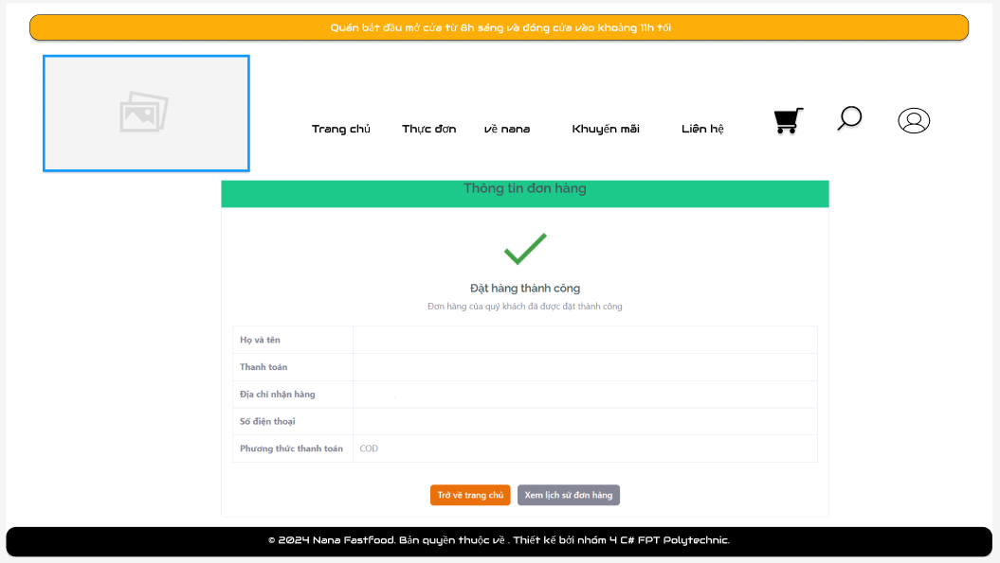 Quán bắt đầu mở cửa từ 8h sáng và đóng cửa vào khoảng 11h tối
Trang chủ Thực đơn về nana Khuyến mãi Liên hệ
Thông tin đơn hàng
Đặt hàng thành công
Đơn hàng của quý khách đã được đặt thành công
Họ và tên
Thanh toán
Địa chỉ nhận hàng
Số điện thoại
Phương thức thanh toán COD
Trở về trang chủ Xem lịch sử đơn hàng
© 2024 Nana Fastfood. Bản quyền thuộc về . Thiết kế bởi nhóm 4 C# FPT Polytechnic.